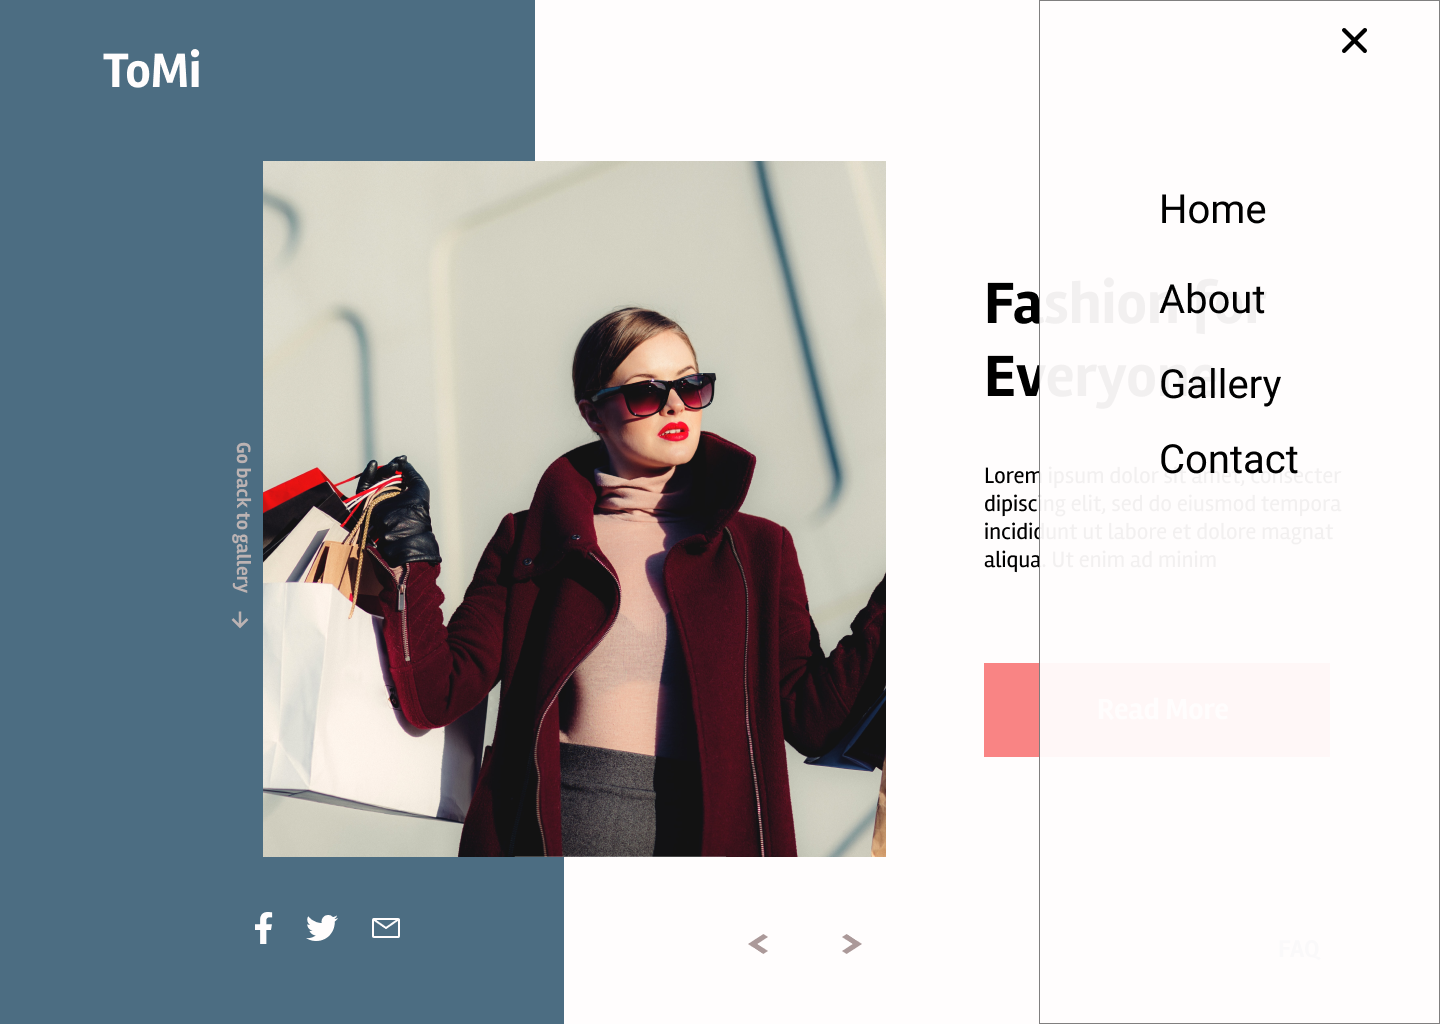 ToMi
Home
About
Gallery
Contact
Fashion for
Everyone
Lorem ipsum dolor sit amet, consecter
dipiscing elit, sed do eiusmod tempora
incididunt ut labore et dolore magnat
aliqua. Ut enim ad minim
Read More
Go back to gallery
FAQ